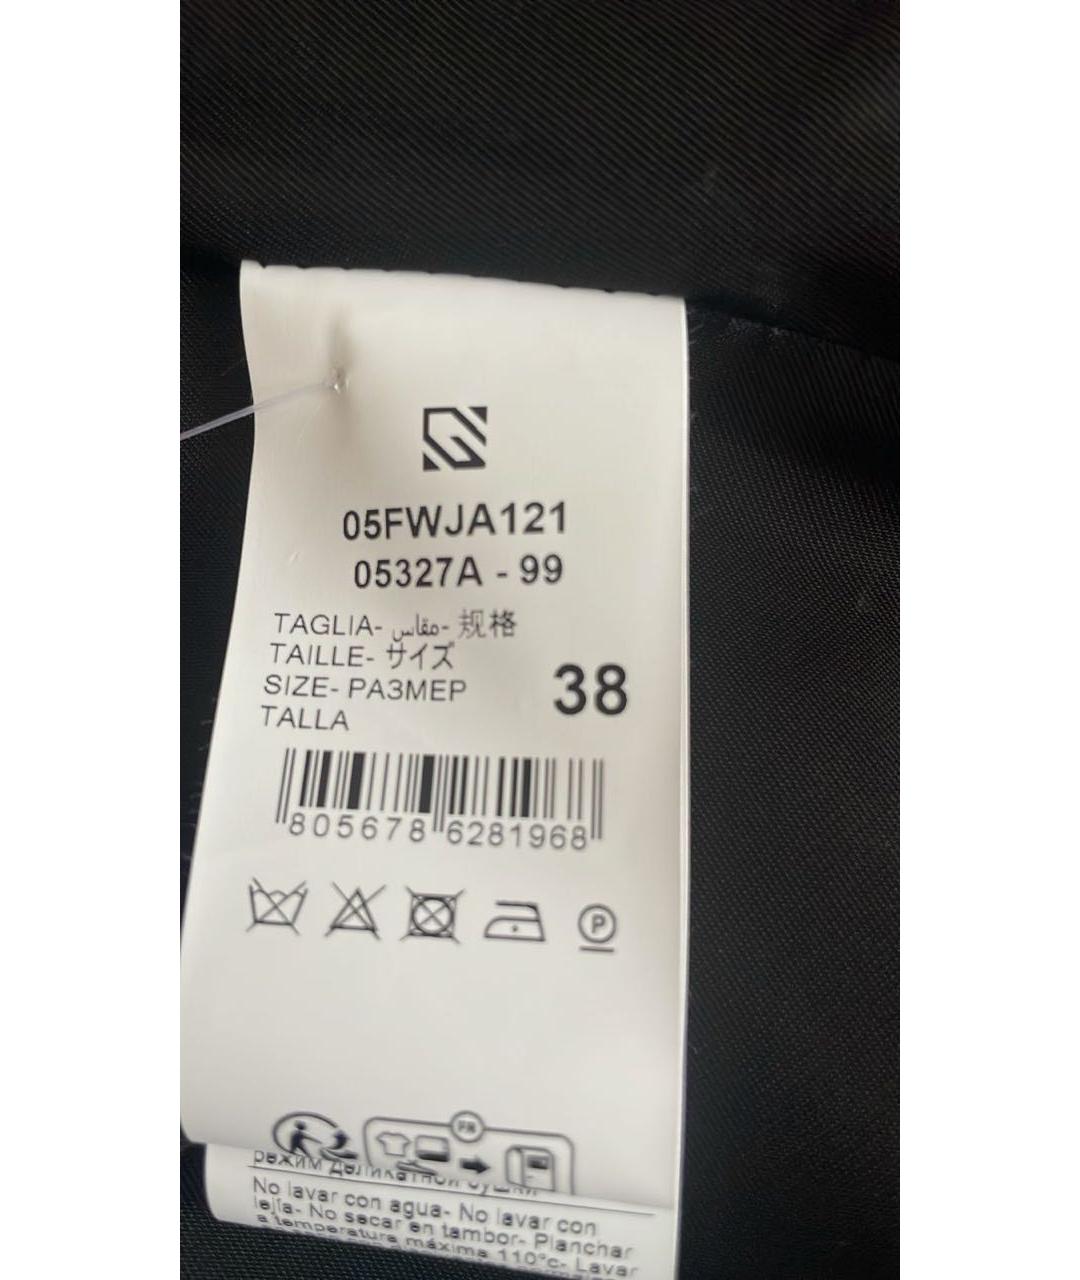 05FWJA121
05327A - 99
TAGLIA- مقاس- 规格
TAILLE- サイズ
SIZE- РАЗМЕР
TALLA
38
805678 6281968
P
FR
режим деликатной сушки
No lavar con agua- No lavar con
lejía- No secar en tambor- Planchar
a temperatura máxima 110°c- Lavar